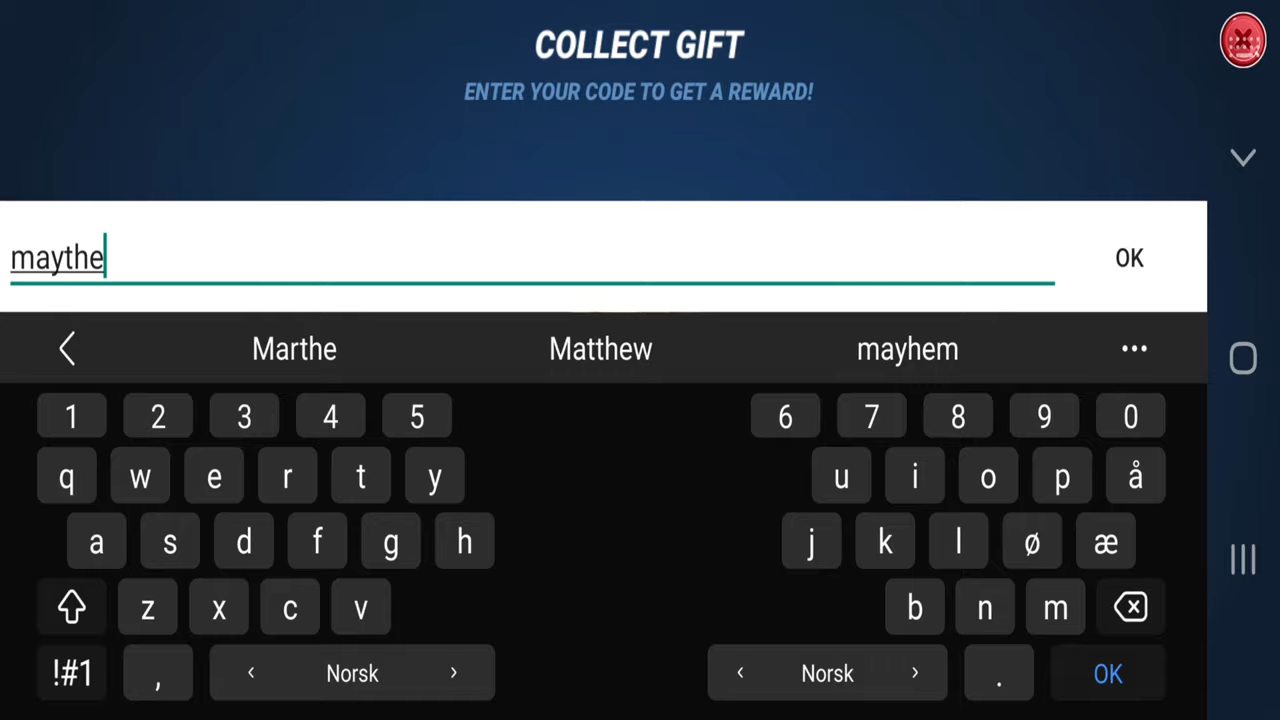 COLLECT GIFT
ENTER YOUR CODE TO GET A REWARD!
maythe
OK
Marthe Matthew mayhem
1 2 3 4 5 6 7 8 9 0
q w e r t y u i o p å
a s d f g h j k l ø æ
z x c v b n m
!#1 , Norsk Norsk . OK